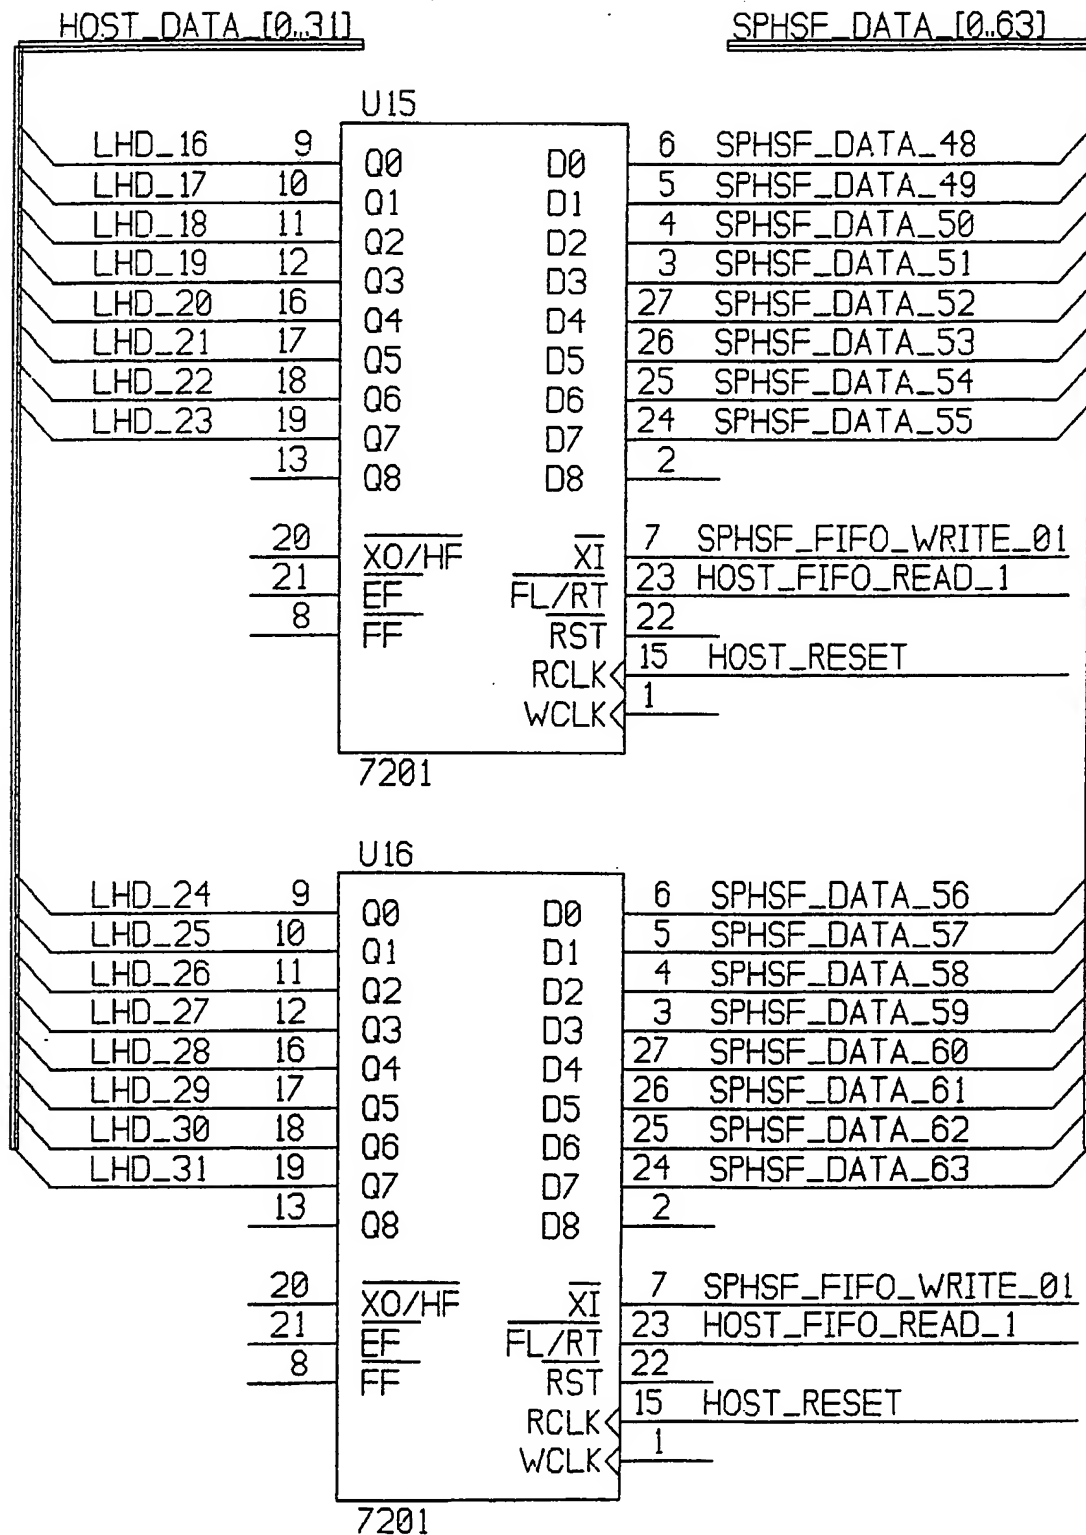 HOST_DATA_[0..31] SPHSF_DATA_[0..63]
U15
LHD_16 9 Q0 D0 6 SPHSF_DATA_48
LHD_17 10 Q1 D1 5 SPHSF_DATA_49
LHD_18 11 Q2 D2 4 SPHSF_DATA_50
LHD_19 12 Q3 D3 3 SPHSF_DATA_51
LHD_20 16 Q4 D4 27 SPHSF_DATA_52
LHD_21 17 Q5 D5 26 SPHSF_DATA_53
LHD_22 18 Q6 D6 25 SPHSF_DATA_54
LHD_23 19 Q7 D7 24 SPHSF_DATA_55
13 Q8 D8 2
20 XO/HF XI 7 SPHSF_FIFO_WRITE_01
21 EF FL/RT 23 HOST_FIFO_READ_1
8 FF RST 22
RCLK 15 HOST_RESET
WCLK 1
7201
U16
LHD_24 9 Q0 D0 6 SPHSF_DATA_56
LHD_25 10 Q1 D1 5 SPHSF_DATA_57
LHD_26 11 Q2 D2 4 SPHSF_DATA_58
LHD_27 12 Q3 D3 3 SPHSF_DATA_59
LHD_28 16 Q4 D4 27 SPHSF_DATA_60
LHD_29 17 Q5 D5 26 SPHSF_DATA_61
LHD_30 18 Q6 D6 25 SPHSF_DATA_62
LHD_31 19 Q7 D7 24 SPHSF_DATA_63
13 Q8 D8 2
20 XO/HF XI 7 SPHSF_FIFO_WRITE_01
21 EF FL/RT 23 HOST_FIFO_READ_1
8 FF RST 22
RCLK 15 HOST_RESET
WCLK 1
7201